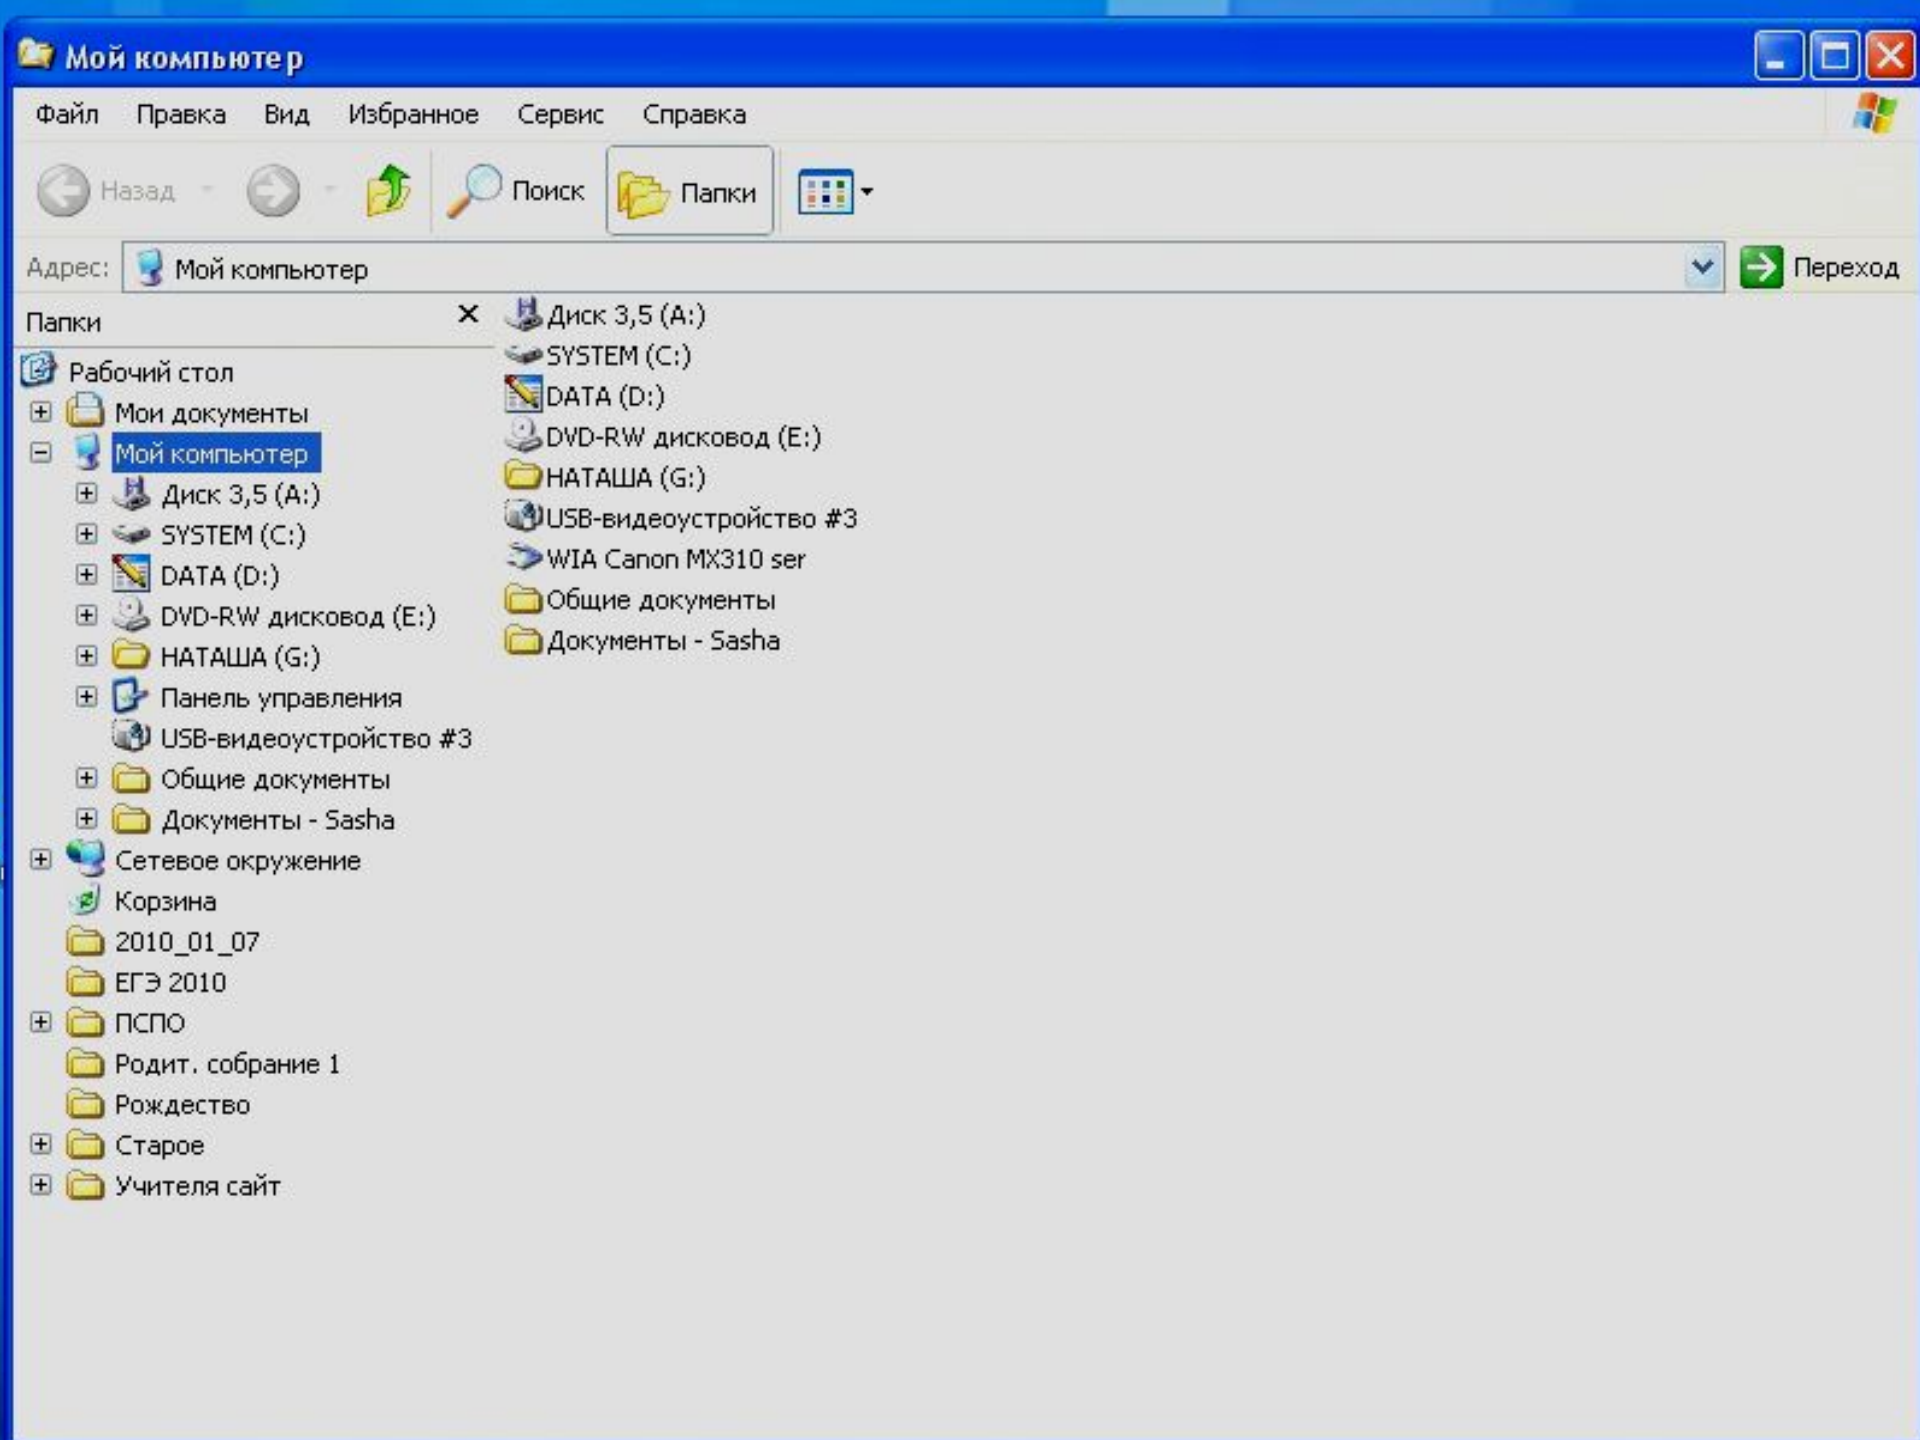 Мой компьютер
Файл Правка Вид Избранное Сервис Справка
Назад Поиск Папки
Адрес: Мой компьютер Переход
Папки
Рабочий стол
Мои документы
Мой компьютер
Диск 3,5 (A:)
SYSTEM (C:)
DATA (D:)
DVD-RW дисковод (E:)
НАТАША (G:)
Панель управления
USB-видеоустройство #3
Общие документы
Документы - Sasha
Сетевое окружение
Корзина
2010_01_07
ЕГЭ 2010
ПСПО
Родит. собрание 1
Рождество
Старое
Учителя сайт
Диск 3,5 (A:)
SYSTEM (C:)
DATA (D:)
DVD-RW дисковод (E:)
НАТАША (G:)
USB-видеоустройство #3
WIA Canon MX310 ser
Общие документы
Документы - Sasha